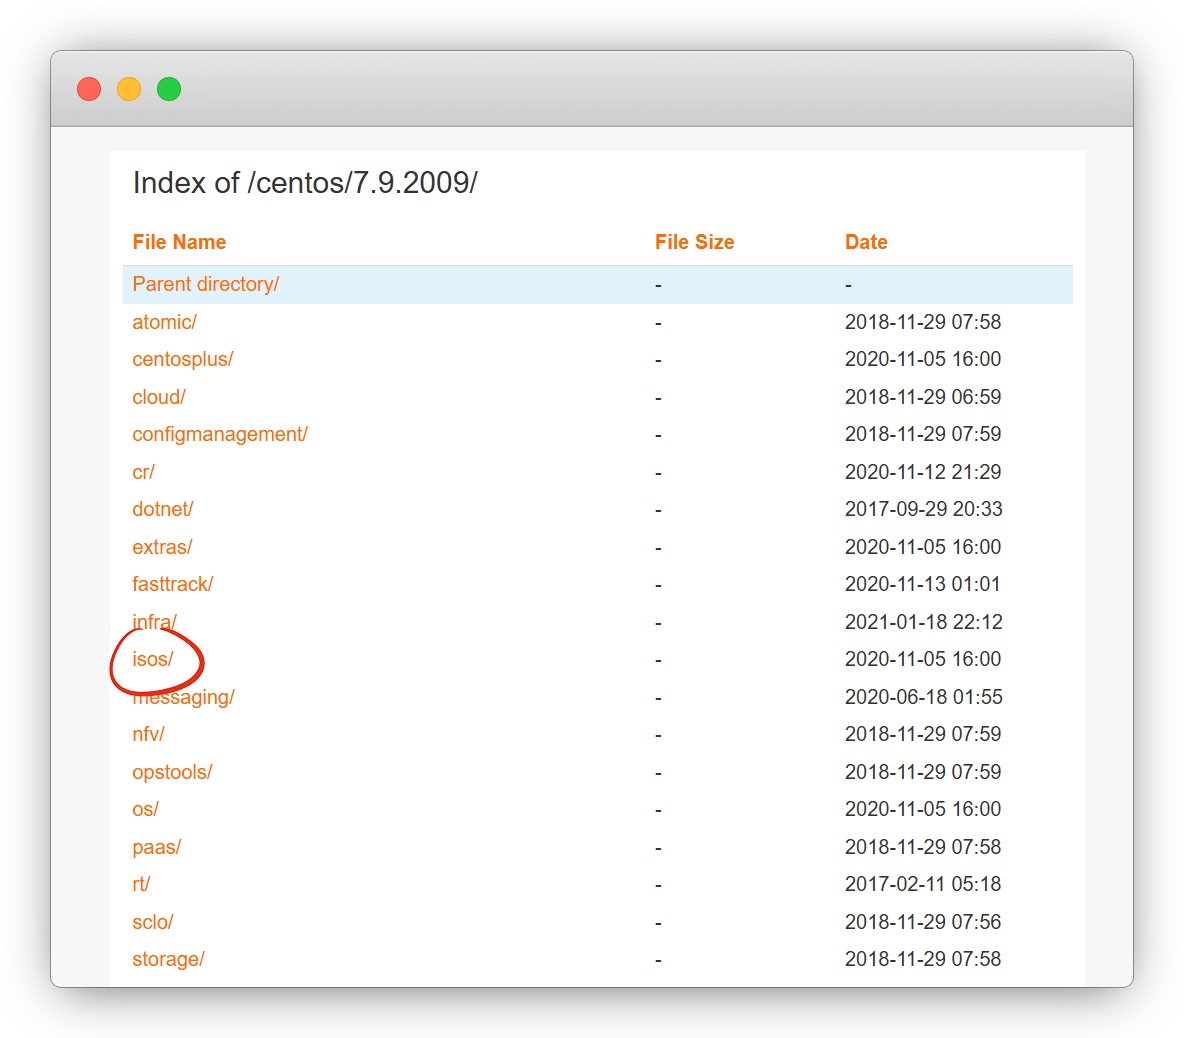 Index of /centos/7.9.2009/
File Name File Size Date
Parent directory/ - -
atomic/ - 2018-11-29 07:58
centosplus/ - 2020-11-05 16:00
cloud/ - 2018-11-29 06:59
configmanagement/ - 2018-11-29 07:59
cr/ - 2020-11-12 21:29
dotnet/ - 2017-09-29 20:33
extras/ - 2020-11-05 16:00
fasttrack/ - 2020-11-13 01:01
infra/ - 2021-01-18 22:12
isos/ - 2020-11-05 16:00
messaging/ - 2020-06-18 01:55
nfv/ - 2018-11-29 07:59
opstools/ - 2018-11-29 07:59
os/ - 2020-11-05 16:00
paas/ - 2018-11-29 07:58
rt/ - 2017-02-11 05:18
sclo/ - 2018-11-29 07:56
storage/ - 2018-11-29 07:58